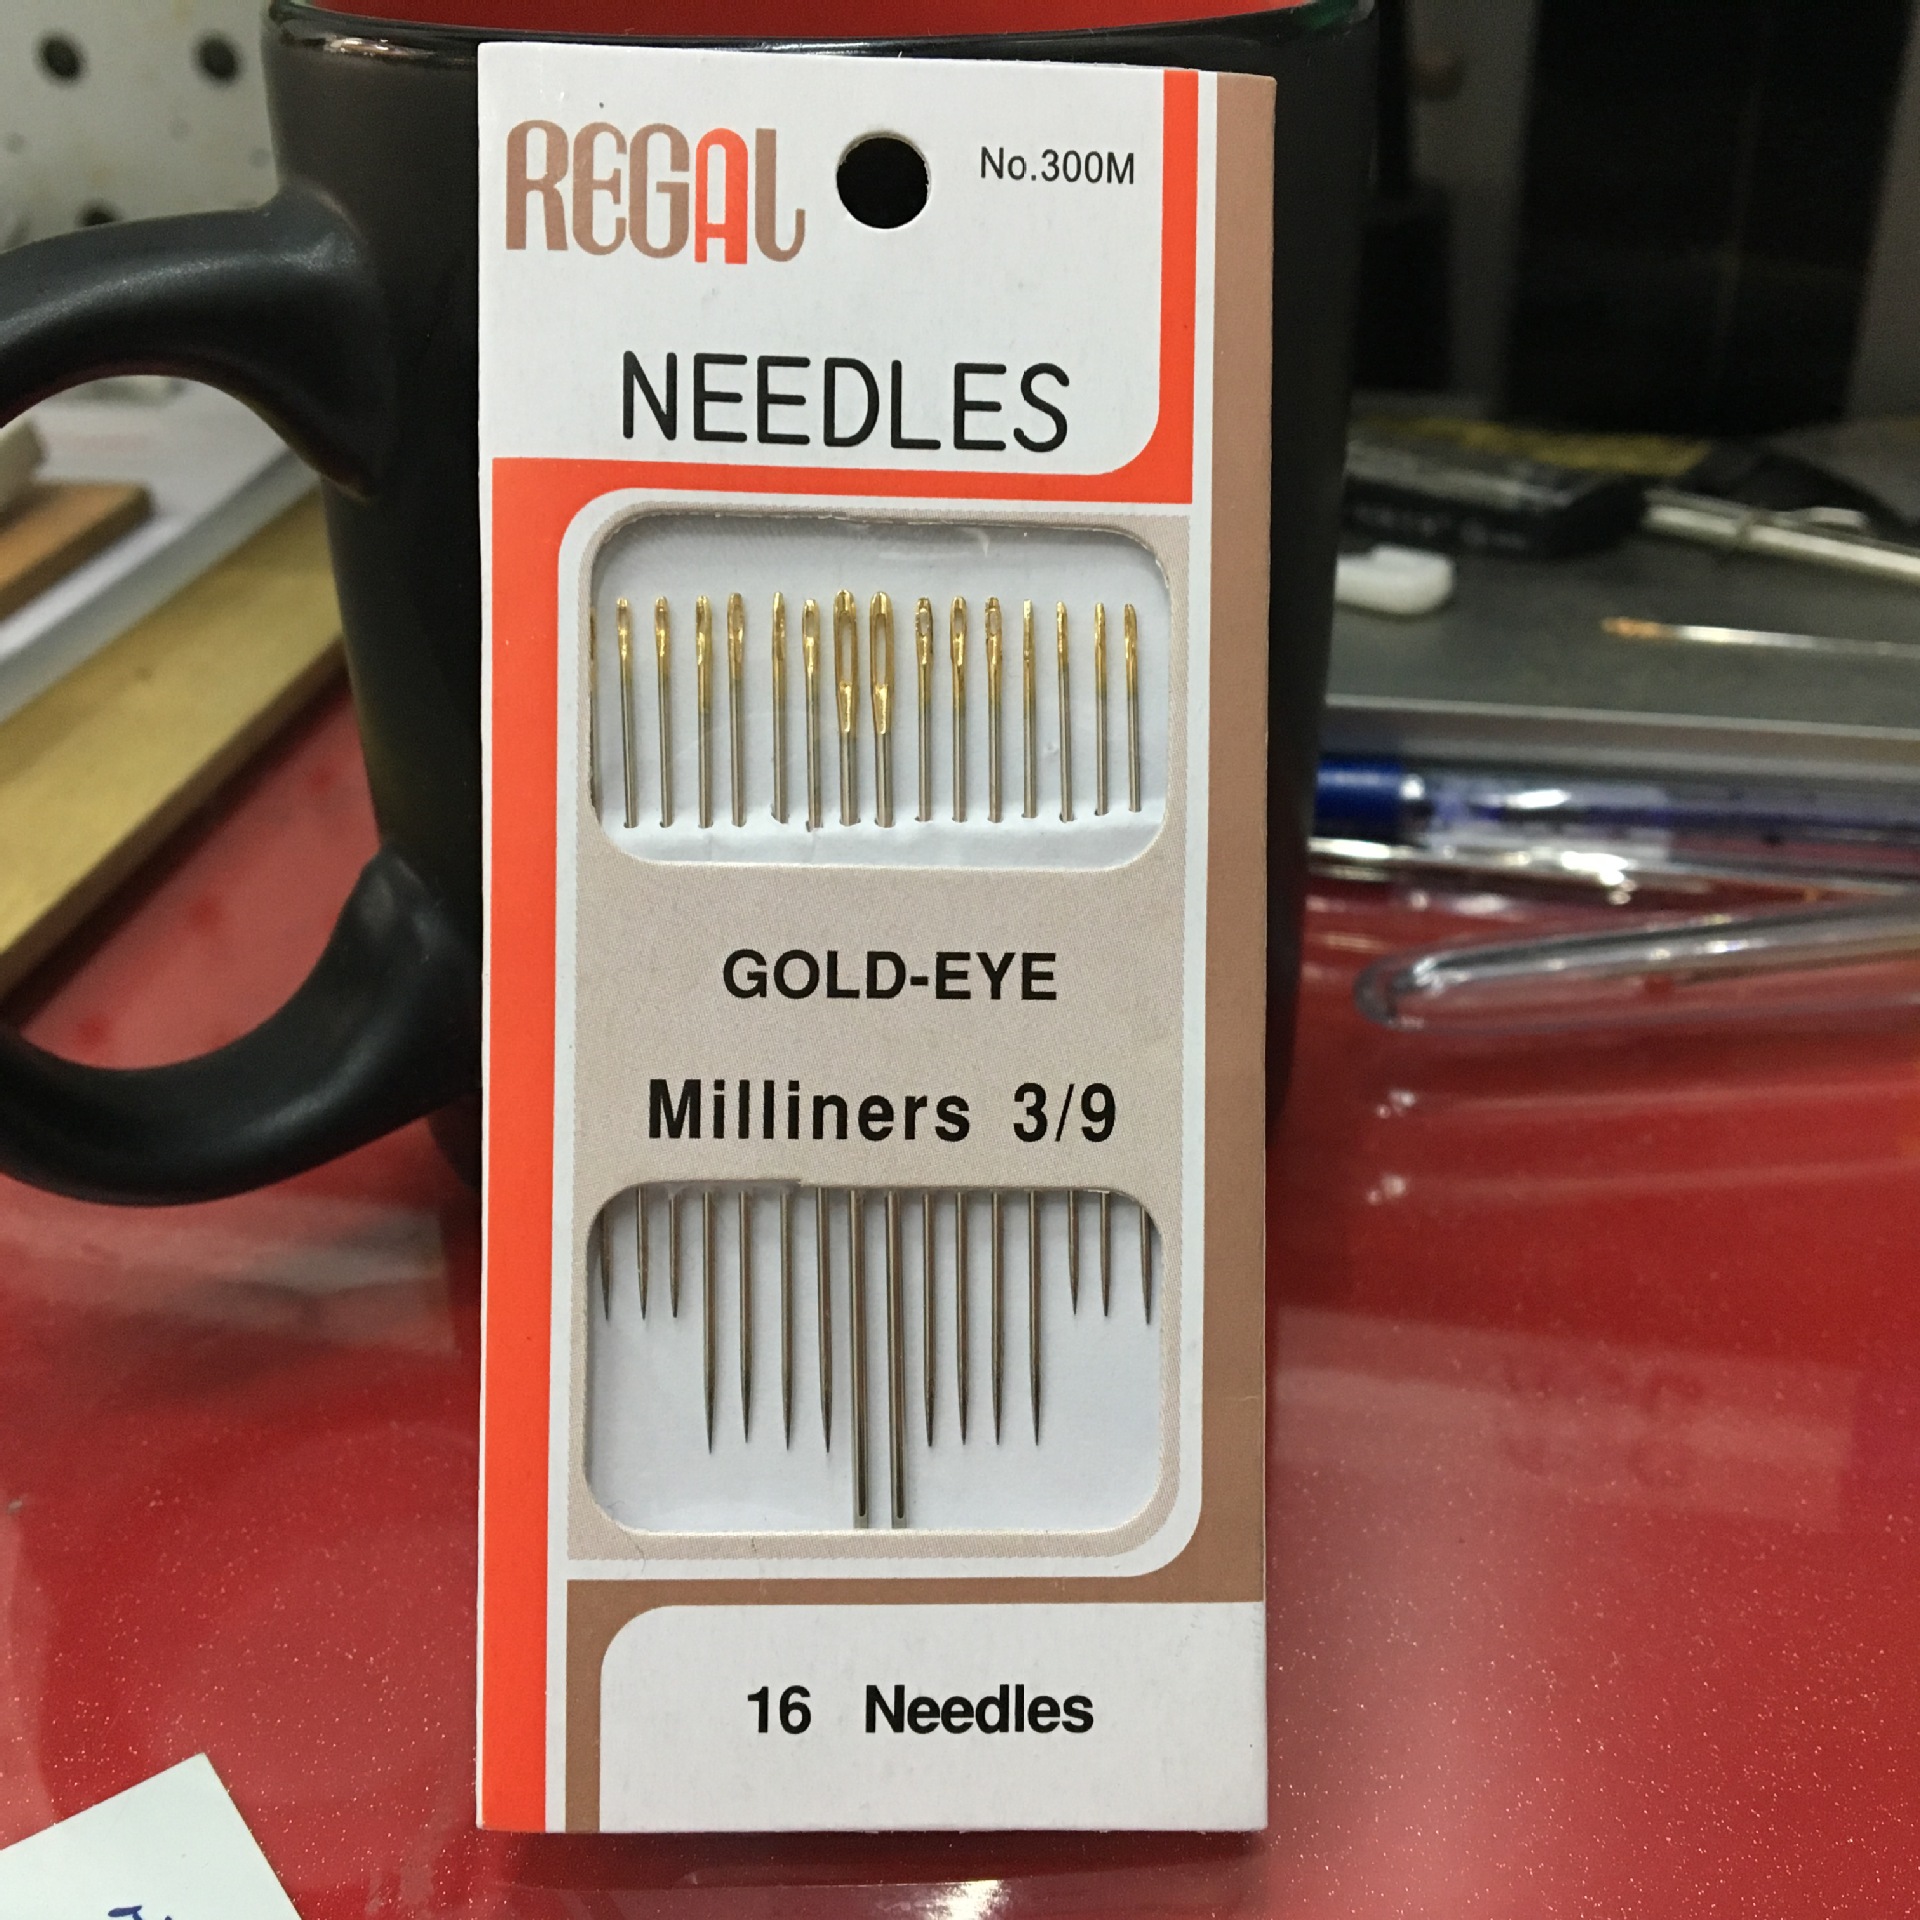 REGAL
No.300M
NEEDLES
GOLD-EYE
Milliners 3/9
16 Needles